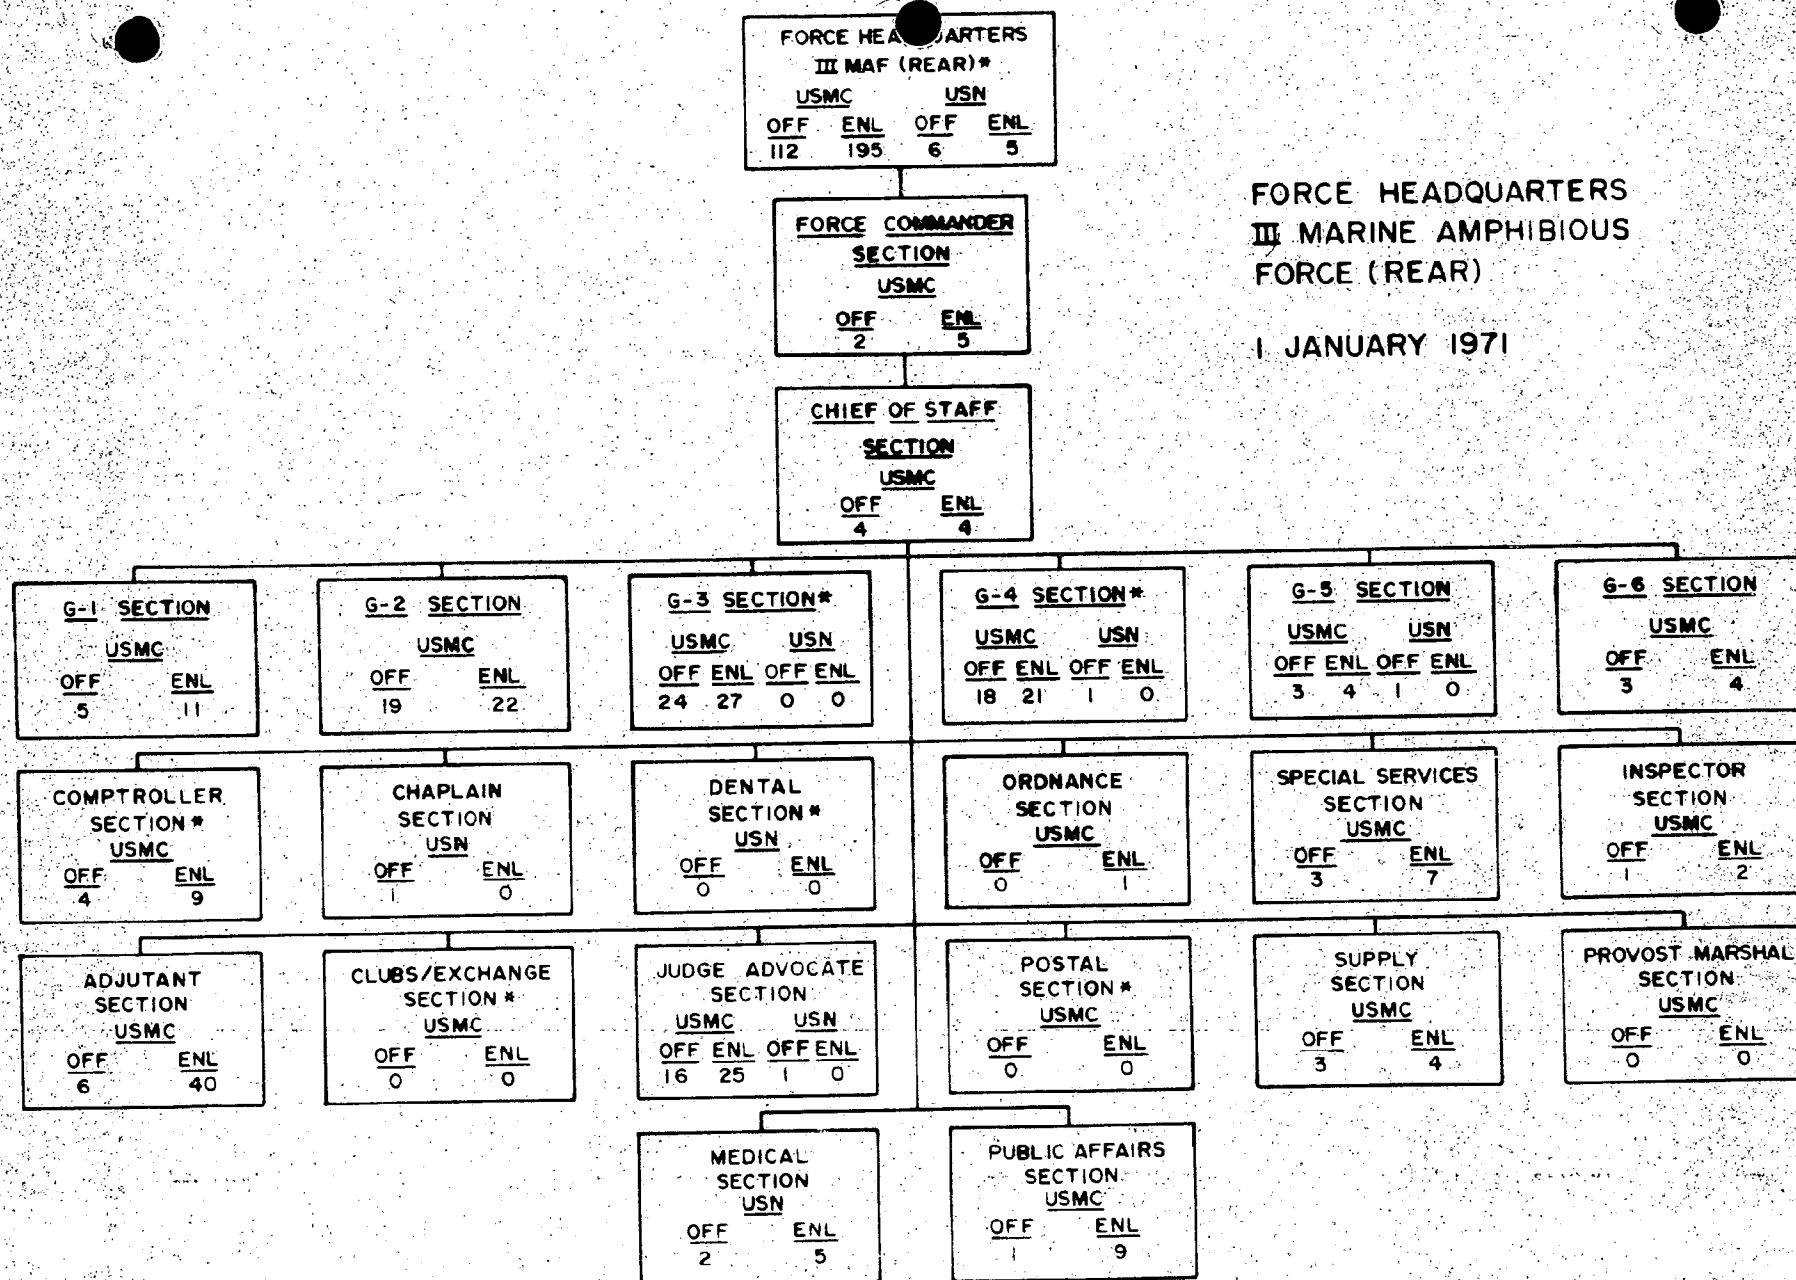 FORCE HEADQUARTERS
III MAF (REAR)*
USMC USN
OFF ENL OFF ENL
112 195 6 5
FORCE COMMANDER
SECTION
USMC
OFF ENL
2 5
FORCE HEADQUARTERS
III MARINE AMPHIBIOUS
FORCE (REAR)
1 JANUARY 1971
CHIEF OF STAFF
SECTION
USMC
OFF ENL
4 4
G-1 SECTION
USMC
OFF ENL
5 11
G-2 SECTION
USMC
OFF ENL
19 22
G-3 SECTION*
USMC USN
OFF ENL OFF ENL
24 27 0 0
G-4 SECTION*
USMC USN
OFF ENL OFF ENL
18 21 1 0
G-5 SECTION
USMC USN
OFF ENL OFF ENL
3 4 1 0
G-6 SECTION
USMC
OFF ENL
3 4
COMPTROLLER
SECTION*
USMC
OFF ENL
4 9
CHAPLAIN
SECTION
USN
OFF ENL
1 0
DENTAL
SECTION*
USN
OFF ENL
0 0
ORDNANCE
SECTION
USMC
OFF ENL
0 1
SPECIAL SERVICES
SECTION
USMC
OFF ENL
3 7
INSPECTOR
SECTION
USMC
OFF ENL
1 2
ADJUTANT
SECTION
USMC
OFF ENL
6 40
CLUBS/EXCHANGE
SECTION*
USMC
OFF ENL
0 0
JUDGE ADVOCATE
SECTION
USMC USN
OFF ENL OFF ENL
16 25 1 0
POSTAL
SECTION*
USMC
OFF ENL
0 0
SUPPLY
SECTION
USMC
OFF ENL
3 4
PROVOST MARSHAL
SECTION
USMC
OFF ENL
0 0
MEDICAL
SECTION
USN
OFF ENL
2 5
PUBLIC AFFAIRS
SECTION
USMC
OFF ENL
1 9